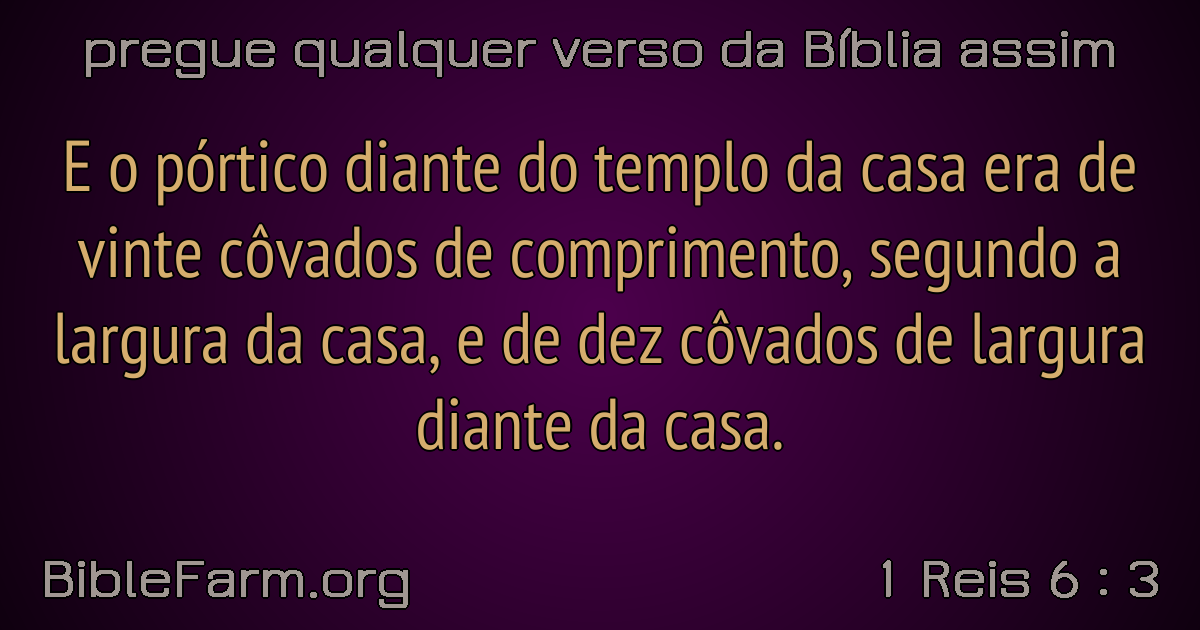 pregue qualquer verso da Bíblia assim
E o pórtico diante do templo da casa era de
vinte côvados de comprimento, segundo a
largura da casa, e de dez côvados de largura
diante da casa.
BibleFarm.org
1 Reis 6 : 3